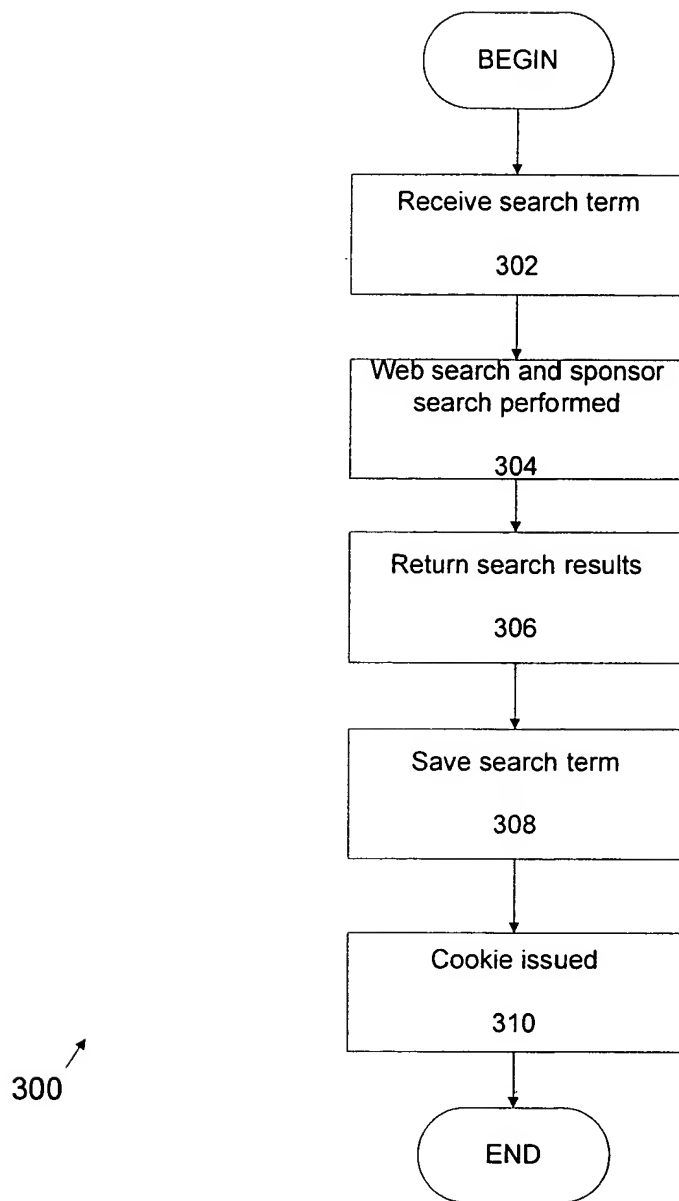 BEGIN
Receive search term
302
Web search and sponsor
search performed
304
Return search results
306
Save search term
308
Cookie issued
310
300
END